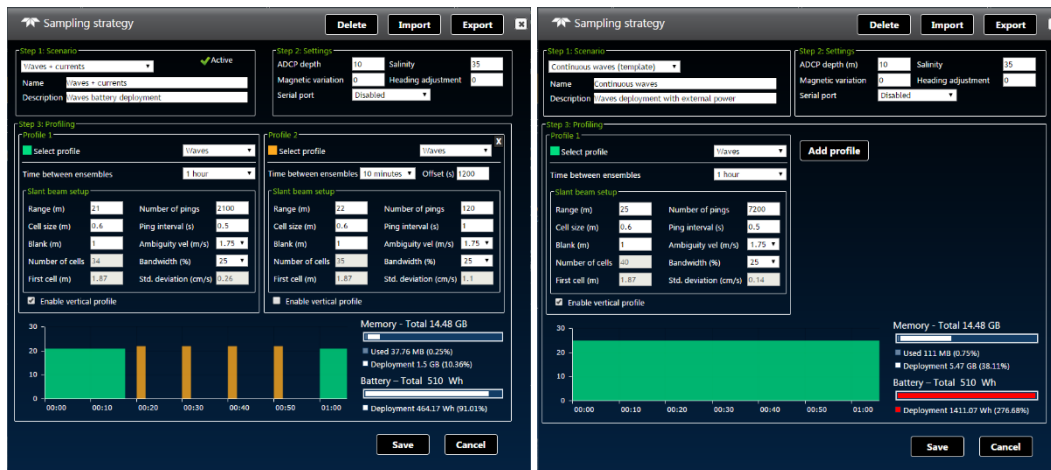 Sampling strategy
Delete Import Export x
Step 1: Scenario
Waves + currents
Active
Name Waves + currents
Description Waves battery deployment
Step 2: Settings
ADCP depth 10 Salinity 35
Magnetic variation 0 Heading adjustment 0
Serial port Disabled
Step 3: Profiling
Profile 1
Select profile Waves
Time between ensembles 1 hour
Slant beam setup
Range (m) 21 Number of pings 2100
Cell size (m) 0.6 Ping interval (s) 0.5
Blank (m) 1 Ambiguity vel (m/s) 1.75
Number of cells 34 Bandwidth (%) 25
First cell (m) 1.87 Std. deviation (cm/s) 0.26
Enable vertical profile
Profile 2
X
Select profile Waves
Time between ensembles 10 minutes Offset (s) 1200
Slant beam setup
Range (m) 22 Number of pings 120
Cell size (m) 0.6 Ping interval (s) 1
Blank (m) 1 Ambiguity vel (m/s) 1.75
Number of cells 35 Bandwidth (%) 25
First cell (m) 1.87 Std. deviation (cm/s) 1.1
Enable vertical profile
30
20
10
0
00:00 00:10 00:20 00:30 00:40 00:50 01:00
Memory - Total 14.48 GB
Used 37.76 MB (0.25%)
Deployment 1.5 GB (10.36%)
Battery – Total 510 Wh
Deployment 464.17 Wh (91.01%)
Save Cancel
Sampling strategy
Delete Import Export
Step 1: Scenario
Continuous waves (template)
Name Continuous waves
Description Waves deployment with external power
Step 2: Settings
ADCP depth (m) 10 Salinity 35
Magnetic variation 0 Heading adjustment 0
Serial port Disabled
Step 3: Profiling
Profile 1
Select profile Waves
Add profile
Time between ensembles 1 hour
Slant beam setup
Range (m) 25 Number of pings 7200
Cell size (m) 0.6 Ping interval (s) 0.5
Blank (m) 1 Ambiguity vel (m/s) 1.75
Number of cells 40 Bandwidth (%) 25
First cell (m) 1.87 Std. deviation (cm/s) 0.14
Enable vertical profile
30
20
10
0
00:00 00:10 00:20 00:30 00:40 00:50 01:00
Memory - Total 14.48 GB
Used 111 MB (0.75%)
Deployment 5.47 GB (38.11%)
Battery – Total 510 Wh
Deployment 1411.07 Wh (276.68%)
Save Cancel